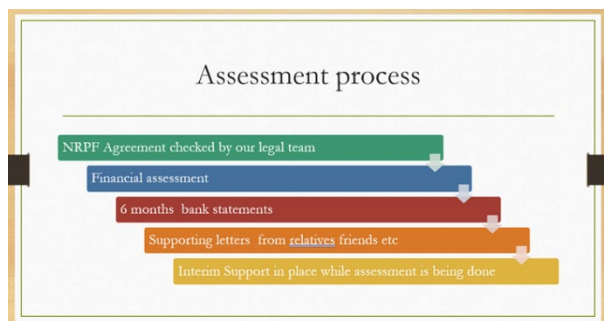 Assessment process
NRPF Agreement checked by our legal team
Financial assessment
6 months  bank statements
Supporting letters  from relatives friends etc
Interim Support in place while assessment is being done